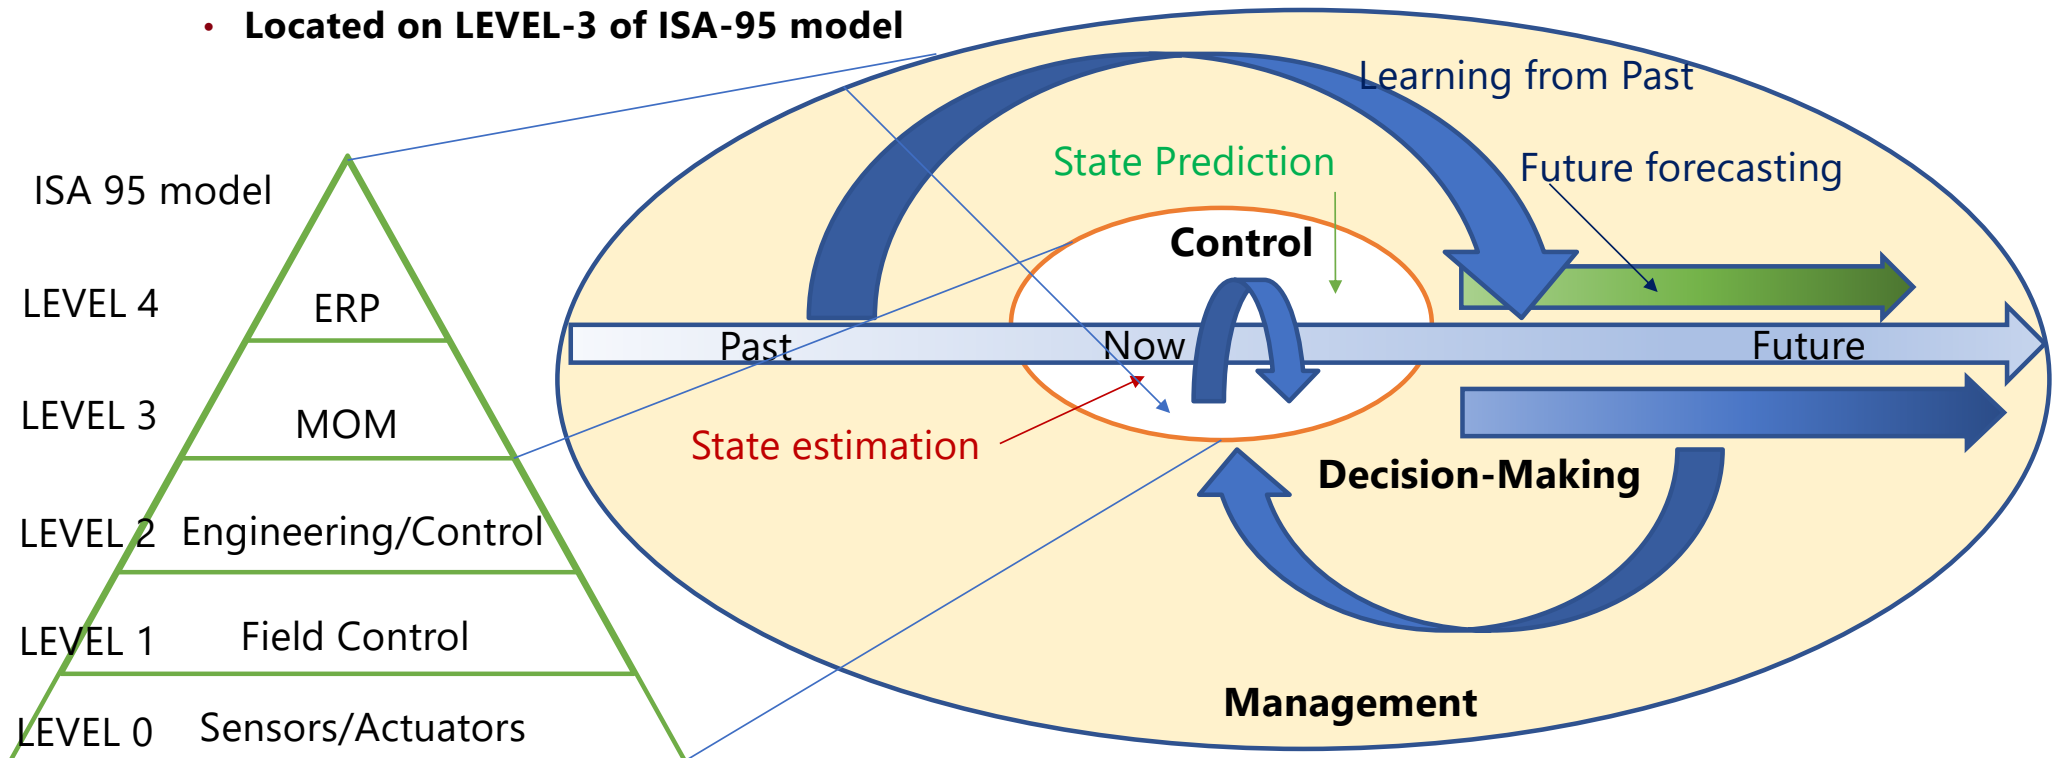 • Located on LEVEL-3 of ISA-95 model
ISA 95 model
LEVEL 4
ERP
LEVEL 3
MOM
LEVEL 2
Engineering/Control
LEVEL 1
Field Control
LEVEL 0
Sensors/Actuators
Learning from Past
State Prediction
Future forecasting
Control
Past
Now
Future
State estimation
Decision-Making
Management